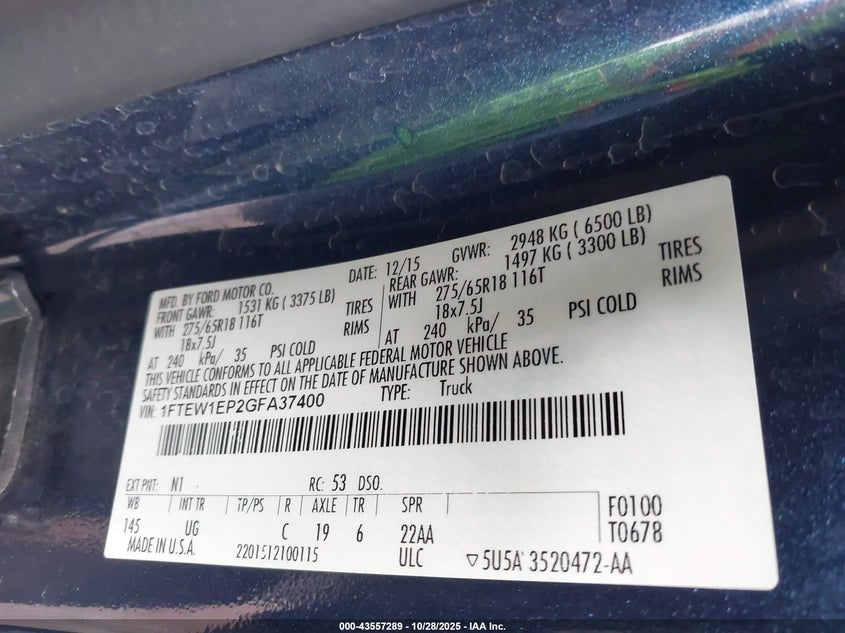 MFD. BY FORD MOTOR CO.
DATE: 12/15 GVWR: 2948 KG ( 6500 LB)
FRONT GAWR: 1531 KG ( 3375 LB) REAR GAWR: 1497 KG ( 3300 LB)
WITH 275/65R18 116T TIRES WITH 275/65R18 116T TIRES
18x7.5J RIMS 18x7.5J RIMS
AT 240 kPa/ 35 PSI COLD AT 240 kPa/ 35 PSI COLD
THIS VEHICLE CONFORMS TO ALL APPLICABLE FEDERAL MOTOR VEHICLE
SAFETY STANDARDS IN EFFECT ON THE DATE OF MANUFACTURE SHOWN ABOVE.
VIN: 1FTEW1EP2GFA37400 TYPE: Truck
EXT PNT: N1 RC: 53 DSO:
WB INT TR TP/PS R AXLE TR SPR F0100
145 UG C 19 6 22AA T0678
MADE IN U.S.A. 2201512100115 ULC ▽5U5A 3520472-AA
000-43557289 - 10/28/2025 - IAA Inc.